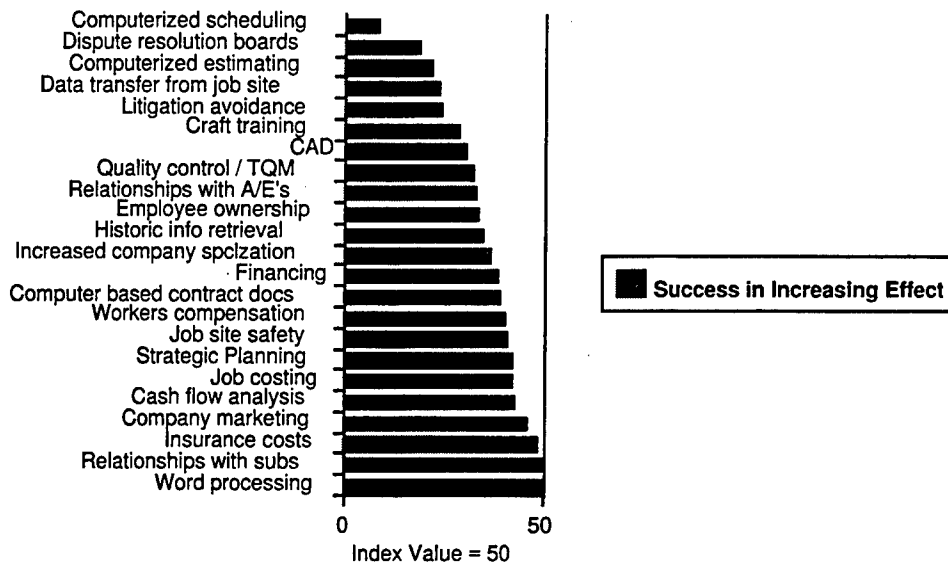 Computerized scheduling
Dispute resolution boards
Computerized estimating
Data transfer from job site
Litigation avoidance
Craft training
CAD
Quality control / TQM
Relationships with A/E's
Employee ownership
Historic info retrieval
Increased company spclzation
Financing
Computer based contract docs
Workers compensation
Job site safety
Strategic Planning
Job costing
Cash flow analysis
Company marketing
Insurance costs
Relationships with subs
Word processing
0 50
Index Value = 50
Success in Increasing Effect